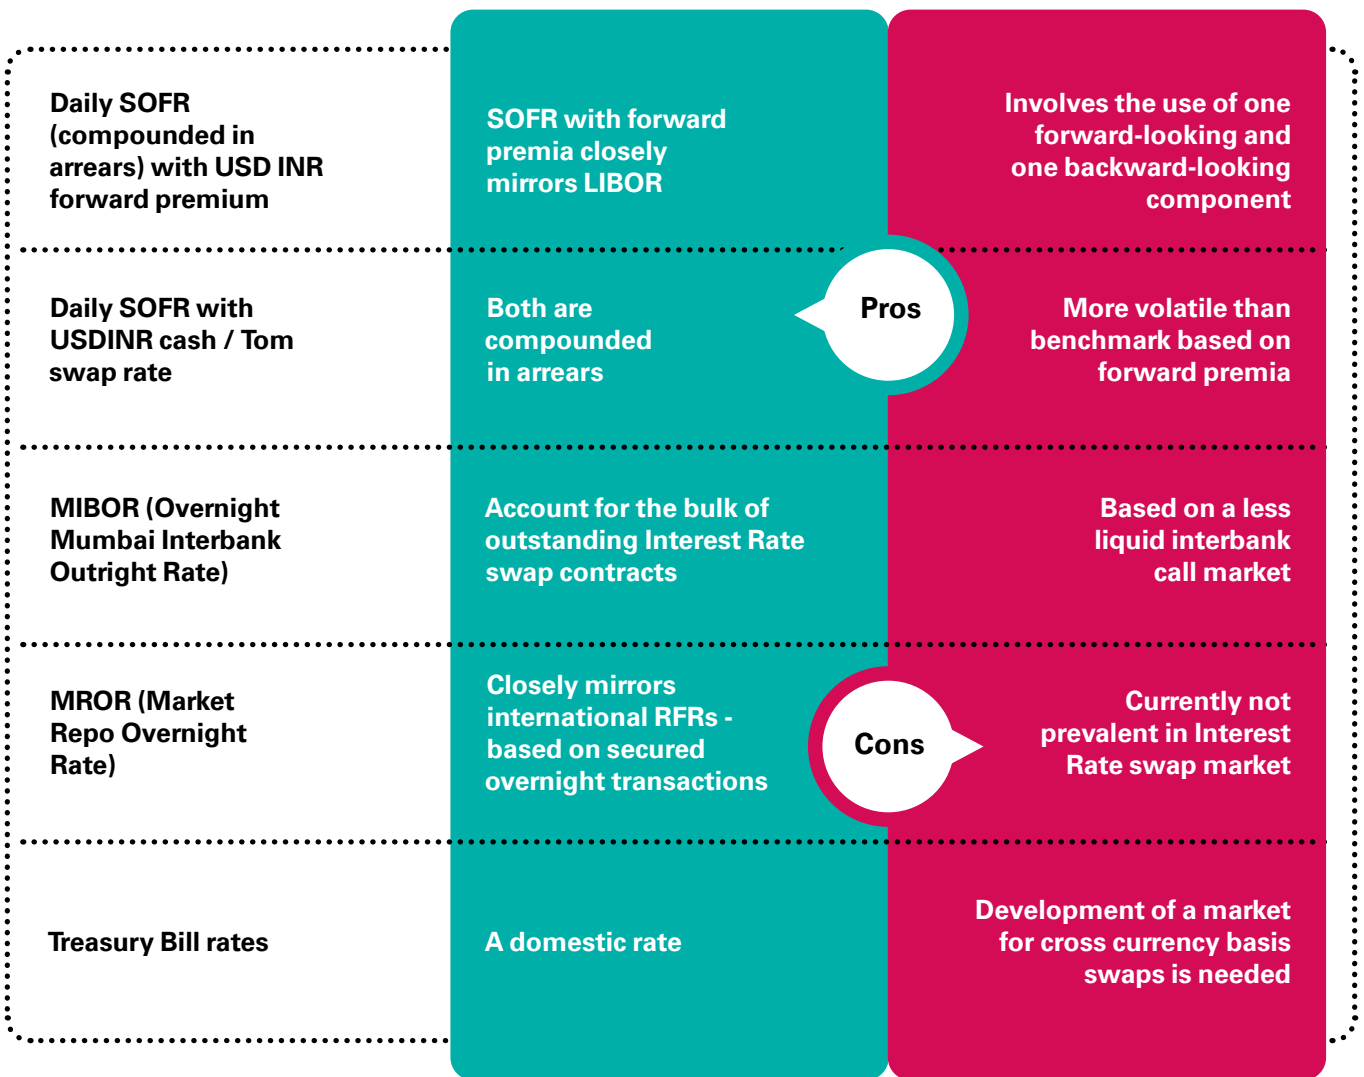 Daily SOFR
(compounded in
arrears) with USD INR
forward premium
SOFR with forward
premia closely
mirrors LIBOR
Involves the use of one
forward-looking and
one backward-looking
component
Daily SOFR with
USDINR cash / Tom
swap rate
Both are
compounded
in arrears
Pros
More volatile than
benchmark based on
forward premia
MIBOR (Overnight
Mumbai Interbank
Outright Rate)
Account for the bulk of
outstanding Interest Rate
swap contracts
Based on a less
liquid interbank
call market
MROR (Market
Repo Overnight
Rate)
Closely mirrors
international RFRs -
based on secured
overnight transactions
Cons
Currently not
prevalent in Interest
Rate swap market
Treasury Bill rates
A domestic rate
Development of a market
for cross currency basis
swaps is needed